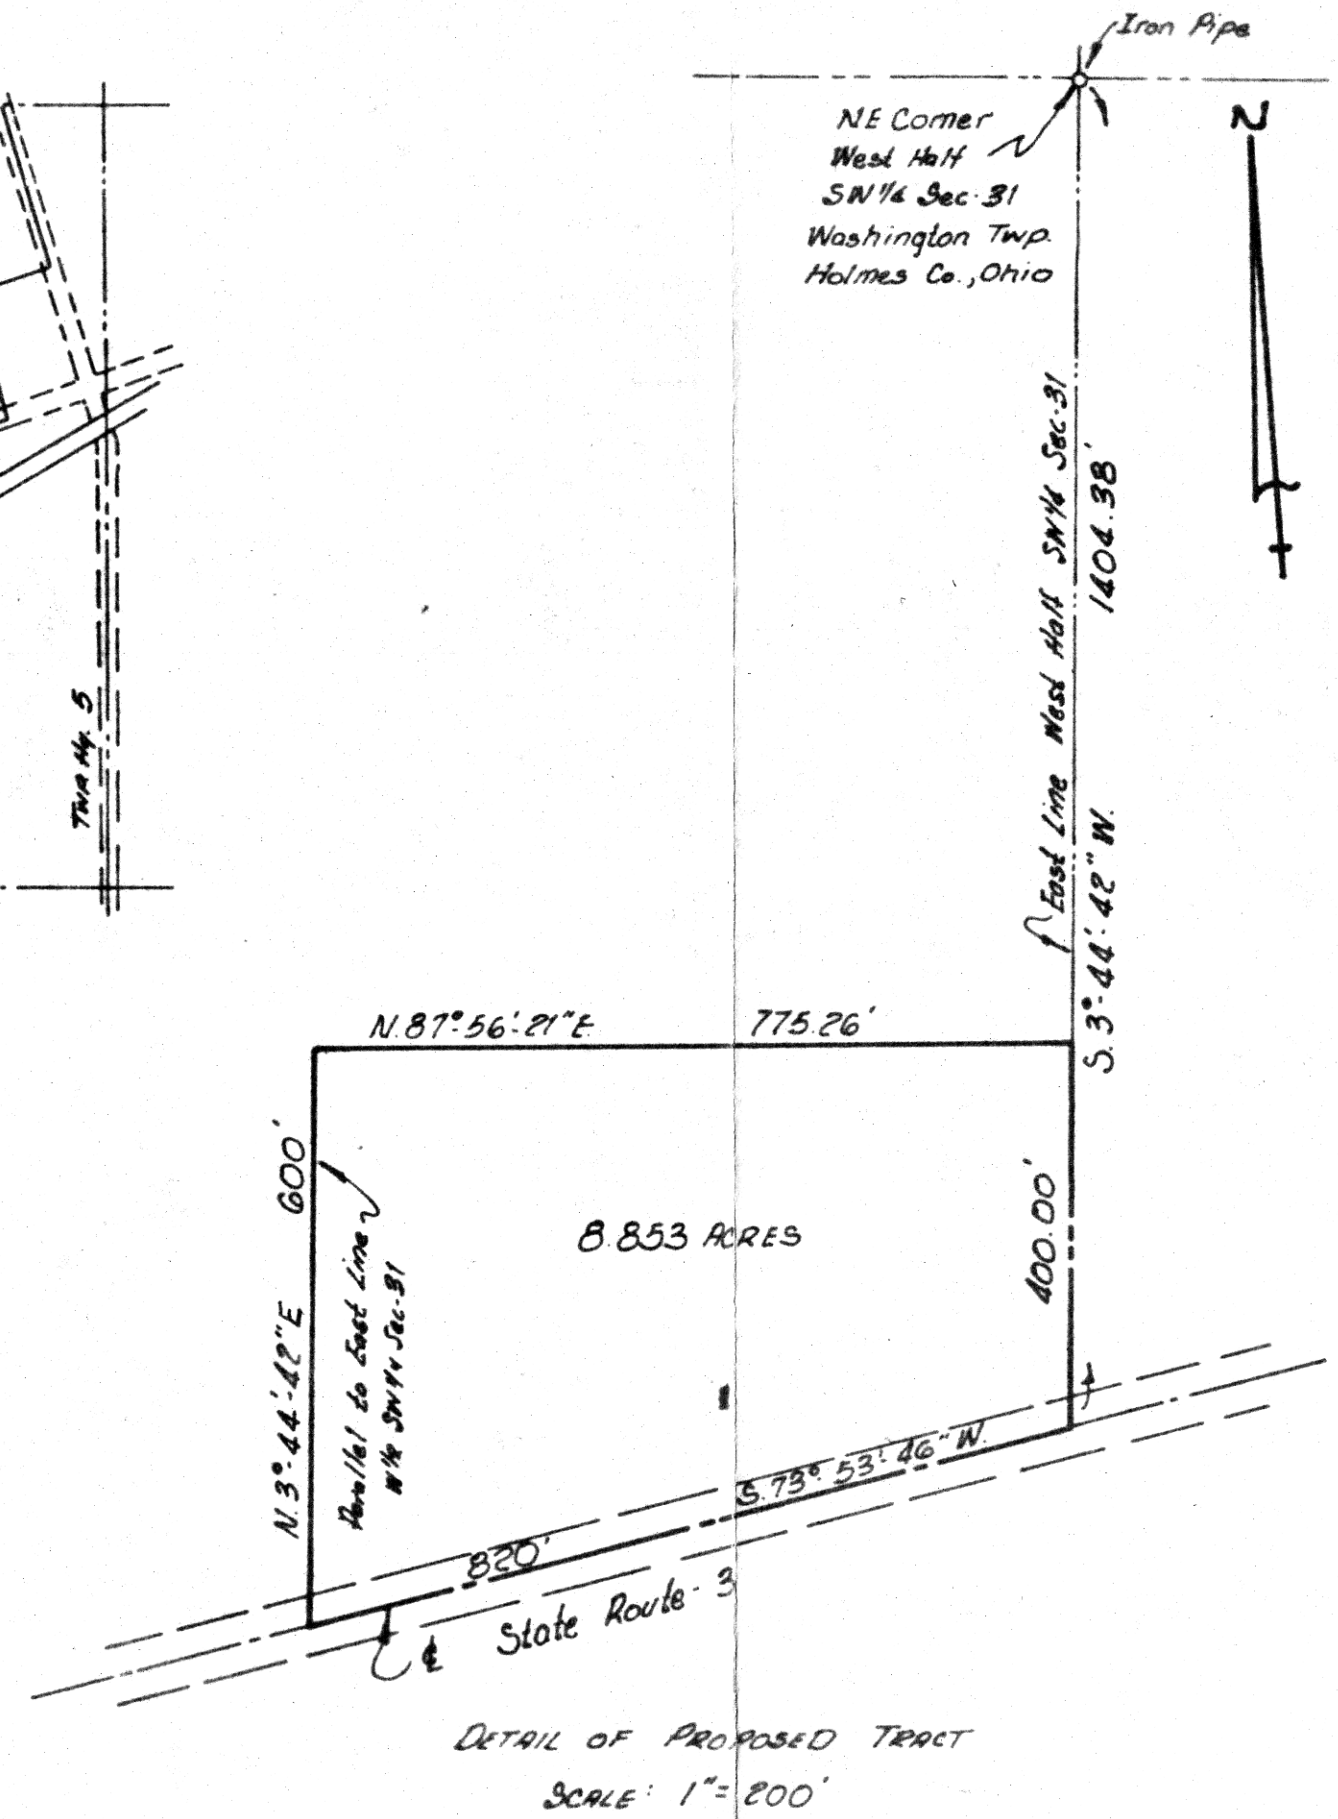 Iron Pipe
N
NE Corner
West Half
SW 1/4 Sec. 31
Washington Twp.
Holmes Co., Ohio
East Line West Half SW 1/4 Sec. 31
1404.38'
S. 3°-44'-42" W.
TWP. Hy. 5
N. 87°-56'-21" E. 775.26'
N. 3°-44'-42" E 600'
Parallel to East Line
W 1/2 SW 1/4 Sec. 31
8.853 ACRES
400.00'
S. 73°-53'-46" W.
820'
℄ State Route - 3
DETAIL OF PROPOSED TRACT
SCALE: 1" = 200'